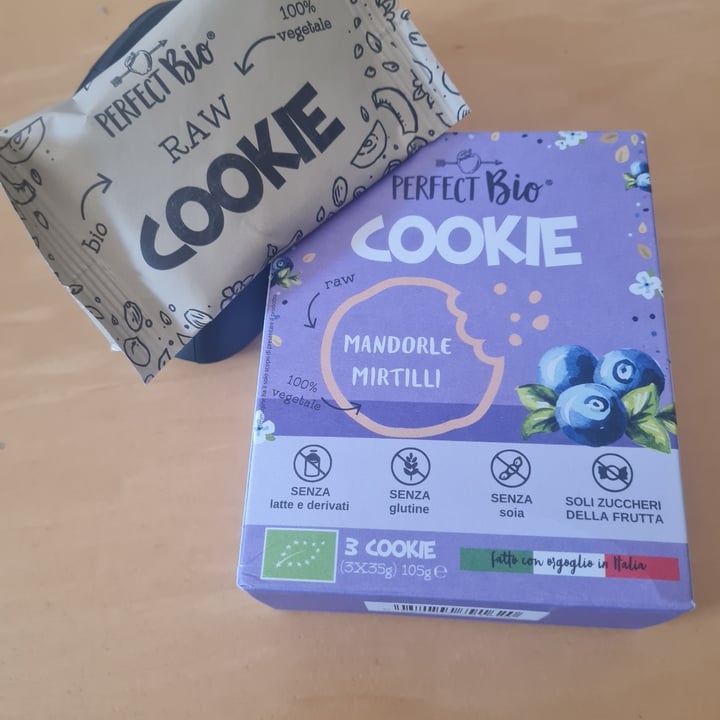 100%
vegetale
PERFECT Bio®
RAW
COOKIE
bio
PERFECT Bio®
COOKIE
raw
MANDORLE
MIRTILLI
100%
vegetale
SENZA
latte e derivati
SENZA
glutine
SENZA
soia
SOLI ZUCCHERI
DELLA FRUTTA
3 COOKIE
(3X35g) 105g e
fatto con orgoglio in Italia